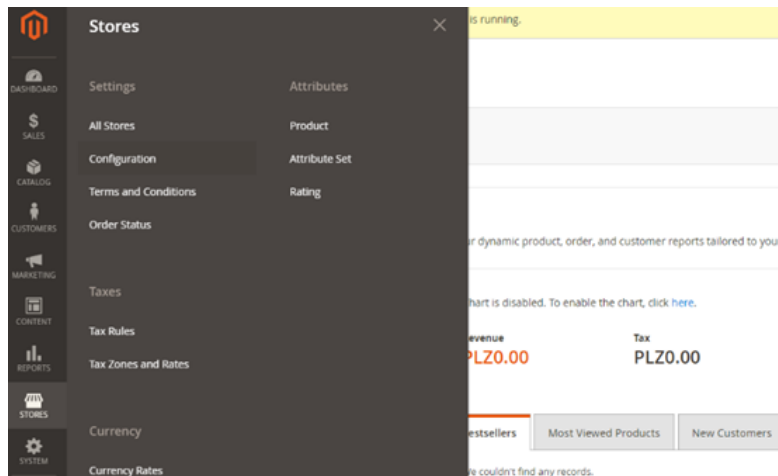 DASHBOARD
SALES
CATALOG
CUSTOMERS
MARKETING
CONTENT
REPORTS
STORES
SYSTEM
Stores
Settings
All Stores
Configuration
Terms and Conditions
Order Status
Taxes
Tax Rules
Tax Zones and Rates
Currency
Currency Rates
Attributes
Product
Attribute Set
Rating
is running.
dynamic product, order, and customer reports tailored to you
is disabled. To enable the chart, click here.
Tax
PLZ0.00 PLZ0.00
Most Viewed Products New Customers
couldn't find any records.